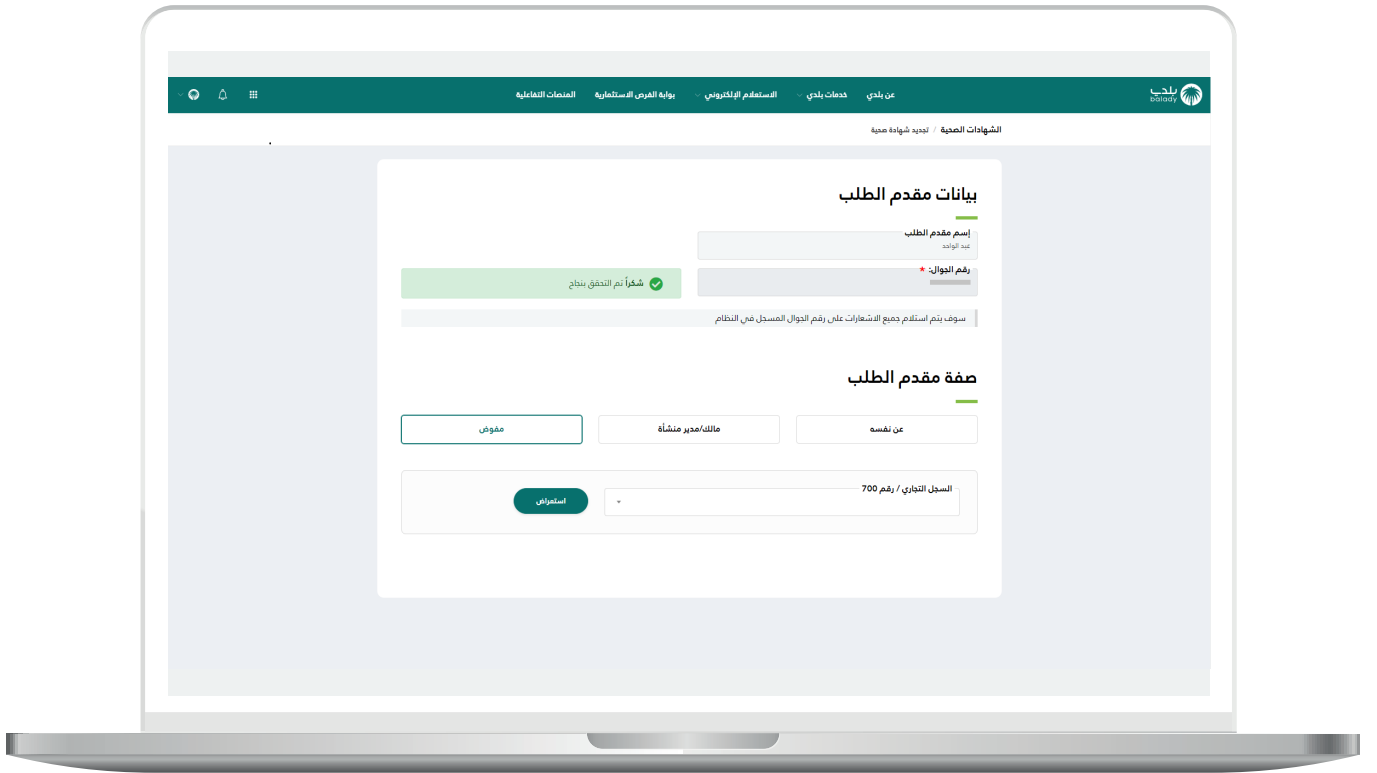 بلدي
balady
عن بلدي
خدمات بلدي
الاستعلام الإلكتروني
بوابة الفرص الاستثمارية
المنصات التفاعلية
الشهادات الصحية / تجديد شهادة صحية
بيانات مقدم الطلب
إسم مقدم الطلب
عبد الواحد
رقم الجوال: *
شكراً تم التحقق بنجاح
سوف يتم استلام جميع الاشعارات على رقم الجوال المسجل في النظام
صفة مقدم الطلب
عن نفسه
مالك/مدير منشأة
مفوض
السجل التجاري / رقم 700
استعراض